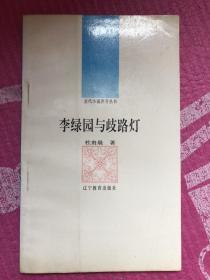 古代小说评介丛书
李绿园与歧路灯
杜贵晨 著
辽宁教育出版社